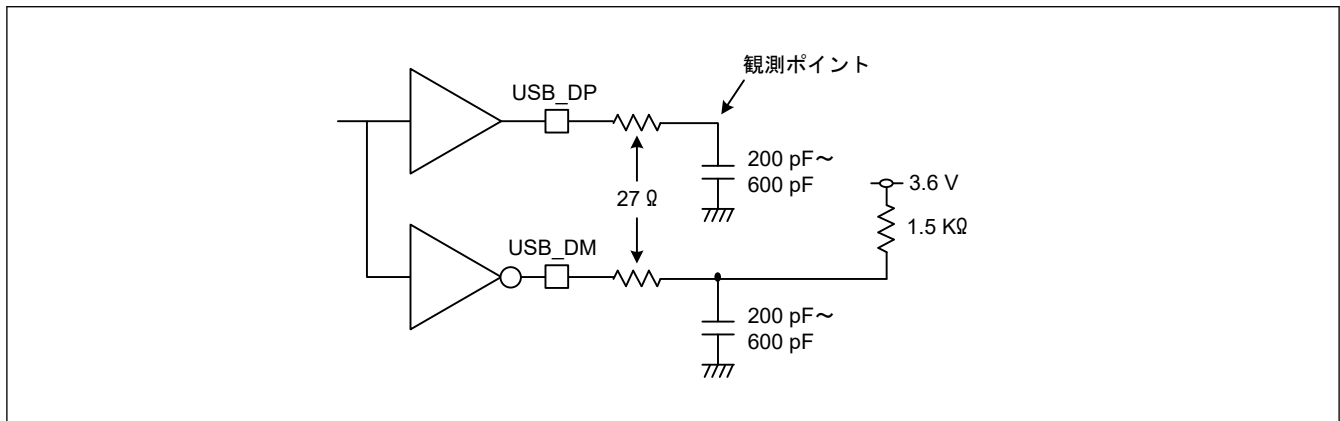 観測ポイント
USB_DP
200 pF～
600 pF
27 Ω
3.6 V
1.5 KΩ
USB_DM
200 pF～
600 pF